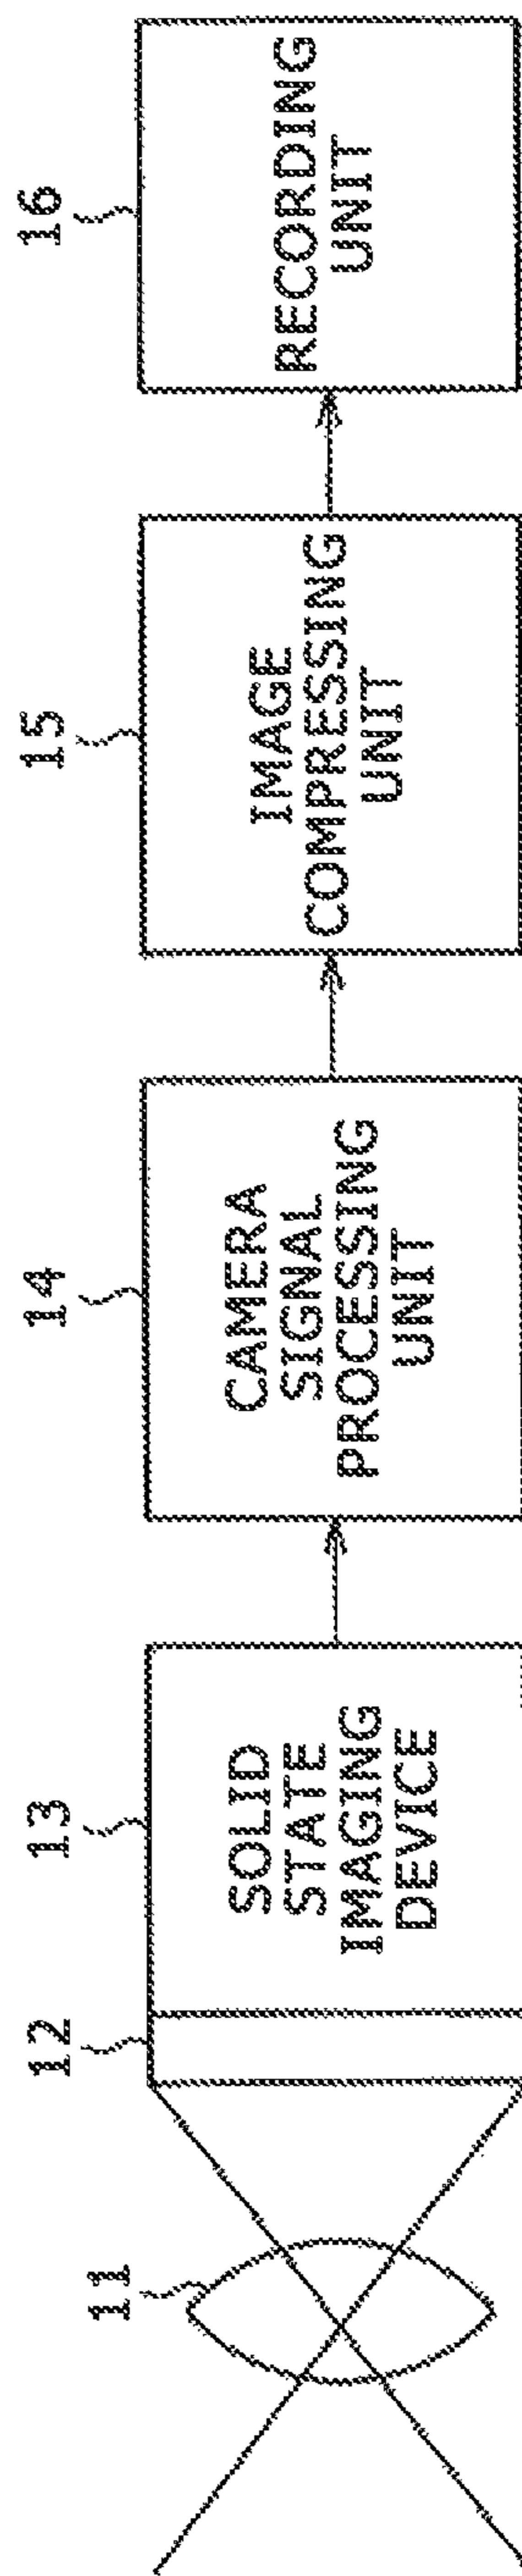 11
12
13
SOLID
STATE
IMAGING
DEVICE
14
CAMERA
SIGNAL
PROCESSING
UNIT
15
IMAGE
COMPRESSING
UNIT
16
RECORDING
UNIT